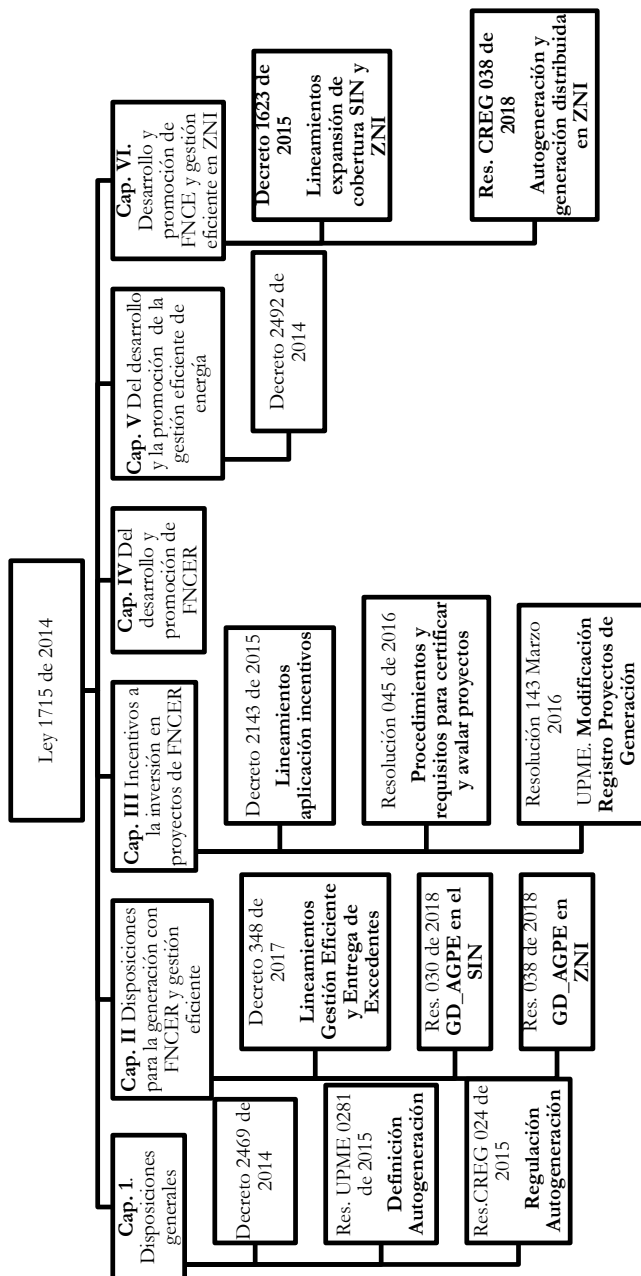 Ley 1715 de 2014
Cap. 1.
Disposiciones
generales
Decreto 2469 de
2014
Res. UPME 0281
de 2015
Definición
Autogeneración
Res.CREG 024 de
2015
Regulación
Autogeneración
Cap. II Disposiciones
para la generación con
FNCER y gestión
eficiente
Decreto 348 de
2017
Lineamientos
Gestión Eficiente
y Entrega de
Excedentes
Res. 030 de 2018
GD_AGPE en el
SIN
Res. 038 de 2018
GD_AGPE en
ZNI
Cap. III Incentivos a
la inversión en
proyectos de FNCER
Decreto 2143 de 2015
Lineamientos
aplicación incentivos
Resolución 045 de 2016
Procedimientos y
requisitos para certificar
y avalar proyectos
Resolución 143 Marzo
2016
UPME. Modificación
Registro Proyectos de
Generación
Cap. IV Del
desarrollo y
promoción de
FNCER
Cap. V Del desarrollo
y la promoción de la
gestión eficiente de
energía
Decreto 2492 de
2014
Cap. VI.
Desarrollo y
promoción de
FNCE y gestión
eficiente en ZNI
Decreto 1623 de
2015
Lineamientos
expansión de
cobertura SIN y
ZNI
Res. CREG 038 de
2018
Autogeneración y
generación distribuida
en ZNI